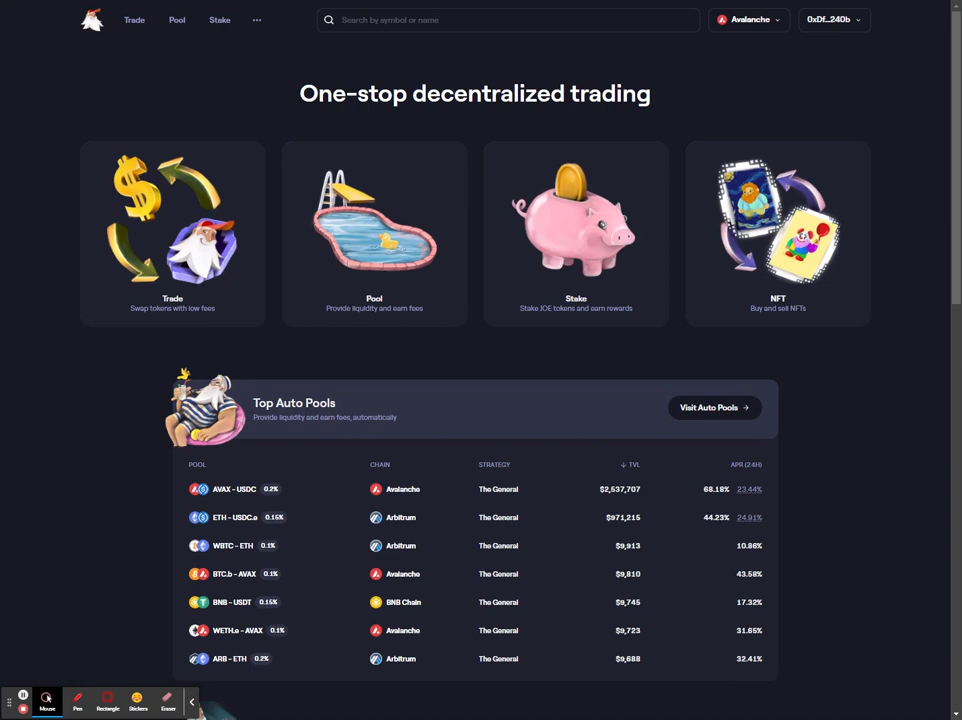 Trade Pool Stake ··· Search by symbol or name Avalanche 0xDf...240b
One-stop decentralized trading
Trade Pool Stake NFT
Swap tokens with low fees Provide liquidity and earn fees Stake JOE tokens and earn rewards Buy and sell NFTs
Top Auto Pools
Provide liquidity and earn fees, automatically
Visit Auto Pools →
POOL CHAIN STRATEGY ↓ TVL APR (24H)
AVAX - USDC 0.2% Avalanche The General $2,537,707 68.18% 23.44%
ETH - USDC.e 0.15% Arbitrum The General $971,215 44.23% 24.91%
WBTC - ETH 0.1% Arbitrum The General $9,913 10.86%
BTC.b - AVAX 0.1% Avalanche The General $9,810 43.58%
BNB - USDT 0.15% BNB Chain The General $9,745 17.32%
WETH.e - AVAX 0.1% Avalanche The General $9,723 31.65%
ARB - ETH 0.2% Arbitrum The General $9,688 32.41%
Mouse Pen Rectangle Stickers Eraser